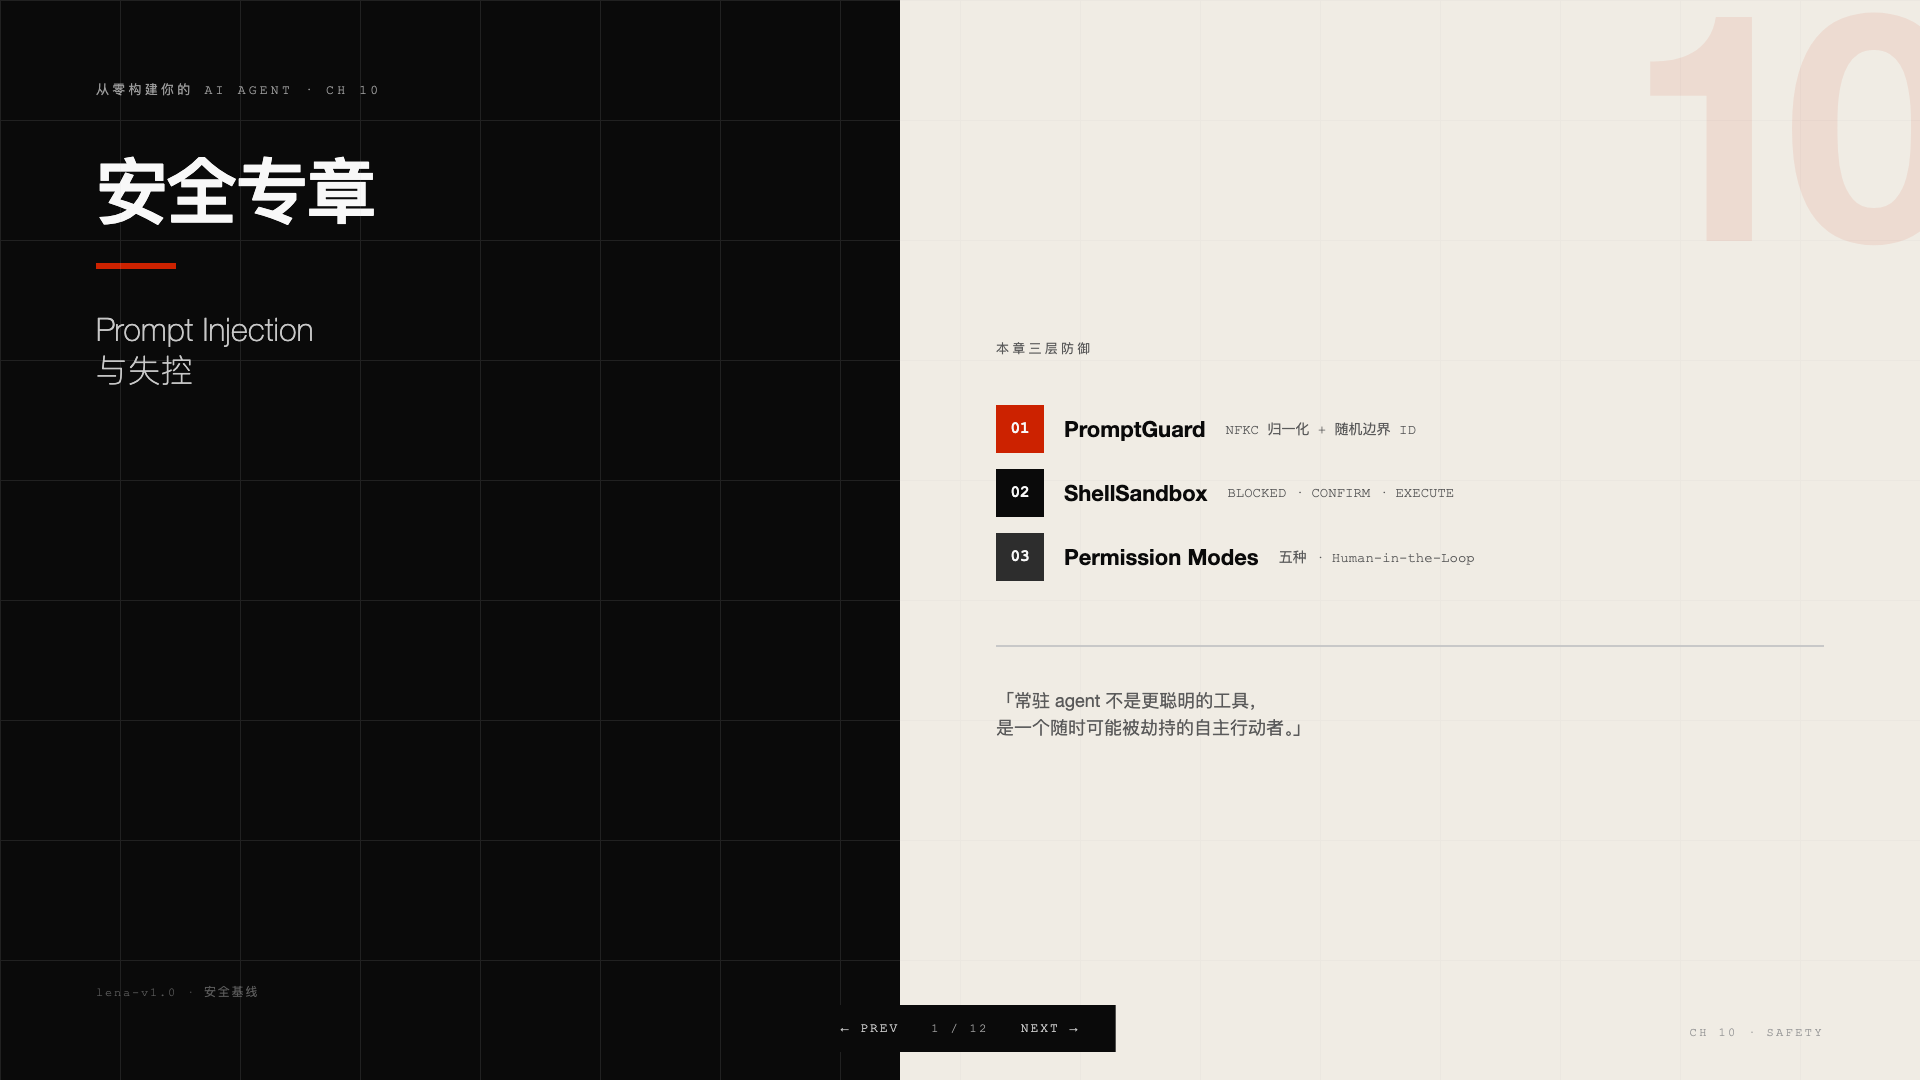 从零构建你的 AI AGENT · CH 10
安全专章
Prompt Injection
与失控
lena-v1.0 · 安全基线
10
本章三层防御
01 PromptGuard NFKC 归一化 + 随机边界 ID
02 ShellSandbox BLOCKED · CONFIRM · EXECUTE
03 Permission Modes 五种 · Human-in-the-Loop
「常驻 agent 不是更聪明的工具,
是一个随时可能被劫持的自主行动者。」
← PREV 1 / 12 NEXT →
CH 10 · SAFETY